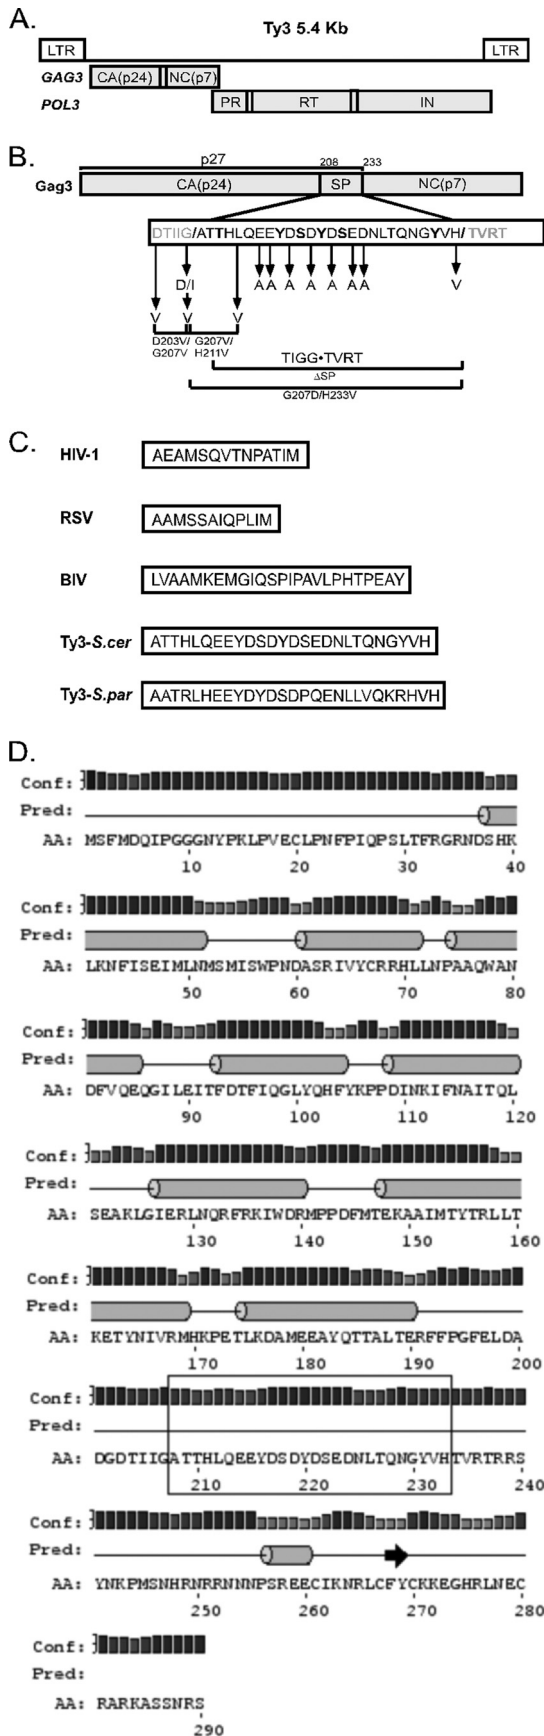 A.
Ty3 5.4 Kb
LTR LTR
GAG3 CA(p24) NC(p7)
POL3 PR RT IN
B.
p27 208 233
Gag3 CA(p24) SP NC(p7)
DTIIG/ATTHLQEEYDSDYDSEDNLTQNGYVH/TVRT
D/I A A A A A A A V
V V V
D203V/ G207V/
G207V H211V
TIGG•TVRT
ΔSP
G207D/H233V
C.
HIV-1 AEAMSQVTNPATIM
RSV AAMSSAIQPLIM
BIV LVAAMKEMGIQSPIPAVLPHTPEAY
Ty3-S.cer ATTHLQEEYDSDYDSEDNLTQNGYVH
Ty3-S.par AATRLHEEYDYDSDPQENLLVQKRHVH
D.
Conf:
Pred:
AA: MSFMDQIPGGGNYPKLPVECLPNFPIQPSLTFRGRNDSHK
10 20 30 40
Conf:
Pred:
AA: LKNFISEIMLNMSMISWPNDASRIVYCRRHLLNPAAQWAN
50 60 70 80
Conf:
Pred:
AA: DFVQEQGILEITFDTFIQGLYQHFYKPPDINKIFNAITQL
90 100 110 120
Conf:
Pred:
AA: SEAKLGIERLNQRFRKIWDRMPPDFMTEKAAIMTYTRLLT
130 140 150 160
Conf:
Pred:
AA: KETYNIVRMHKPETLKDAMEEAYQTTALTERFFPGFELDA
170 180 190 200
Conf:
Pred:
AA: DGDTIIGATTHLQEEYDSDYDSEDNLTQNGYVHTVRTRRS
210 220 230 240
Conf:
Pred:
AA: YNKPMSNHRNRRNNNPSREECIKNRLCFYCKKEGHRLNEC
250 260 270 280
Conf:
Pred:
AA: RARKASSNRS
290